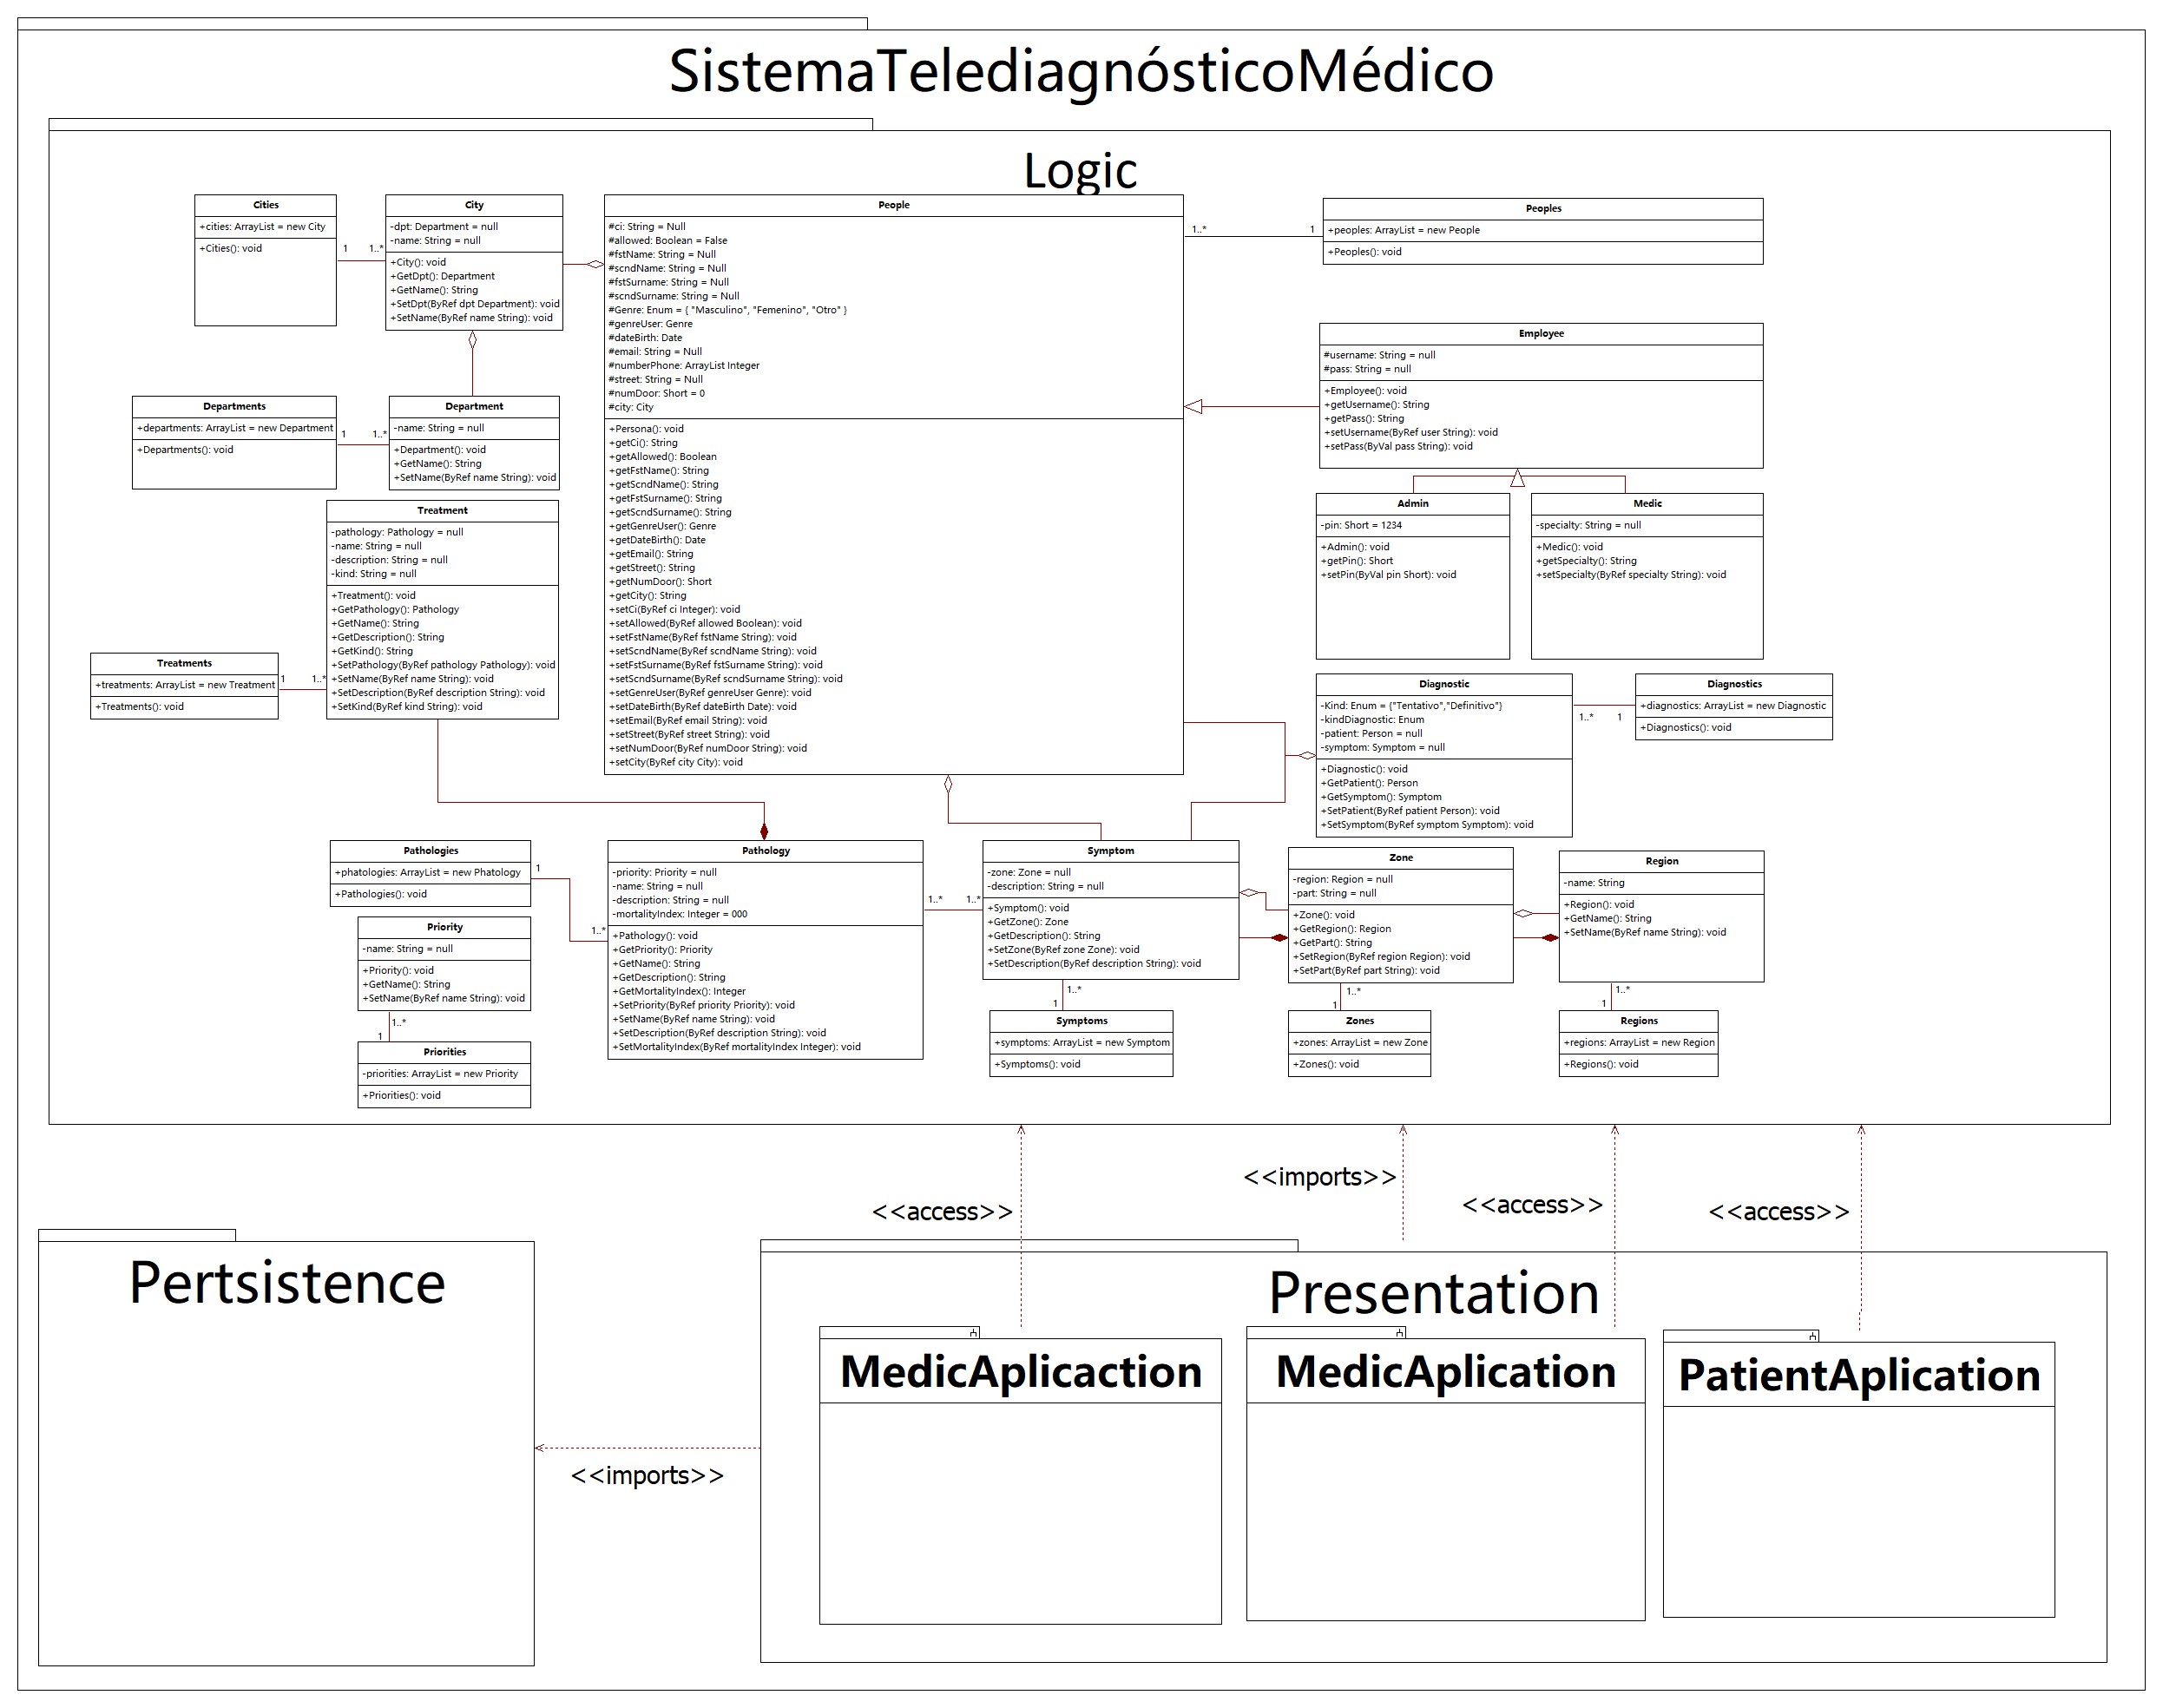 SistemaTelediagnósticoMédico
Logic
Cities
+cities: ArrayList = new City
+Cities(): void
1
1..*
City
-dpt: Department = null
-name: String = null
+City(): void
+GetDpt(): Department
+GetName(): String
+SetDpt(ByRef dpt Department): void
+SetName(ByRef name String): void
People
#ci: String = Null
#allowed: Boolean = False
#fstName: String = Null
#scndName: String = Null
#fstSurname: String = Null
#scndSurname: String = Null
#Genre: Enum = { "Masculino", "Femenino", "Otro" }
#genreUser: Genre
#dateBirth: Date
#email: String = Null
#numberPhone: ArrayList Integer
#street: String = Null
#numDoor: Short = 0
#city: City
+Persona(): void
+getCi(): String
+getAllowed(): Boolean
+getFstName(): String
+getScndName(): String
+getFstSurname(): String
+getScndSurname(): String
+getGenreUser(): Genre
+getDateBirth(): Date
+getEmail(): String
+getStreet(): String
+getNumDoor(): Short
+getCity(): String
+setCi(ByRef ci Integer): void
+setAllowed(ByRef allowed Boolean): void
+setFstName(ByRef fstName String): void
+setScndName(ByRef scndName String): void
+setFstSurname(ByRef fstSurname String): void
+setScndSurname(ByRef scndSurname String): void
+setGenreUser(ByRef genreUser Genre): void
+setDateBirth(ByRef dateBirth Date): void
+setEmail(ByRef email String): void
+setStreet(ByRef street String): void
+setNumDoor(ByRef numDoor String): void
+setCity(ByRef city City): void
1..*
1
Peoples
+peoples: ArrayList = new People
+Peoples(): void
Employee
#username: String = null
#pass: String = null
+Employee(): void
+getUsername(): String
+getPass(): String
+setUsername(ByRef user String): void
+setPass(ByVal pass String): void
Departments
+departments: ArrayList = new Department
+Departments(): void
1
1..*
Department
-name: String = null
+Department(): void
+GetName(): String
+SetName(ByRef name String): void
Admin
-pin: Short = 1234
+Admin(): void
+getPin(): Short
+setPin(ByVal pin Short): void
Medic
-specialty: String = null
+Medic(): void
+getSpecialty(): String
+setSpecialty(ByRef specialty String): void
Treatment
-pathology: Pathology = null
-name: String = null
-description: String = null
-kind: String = null
+Treatment(): void
+GetPathology(): Pathology
+GetName(): String
+GetDescription(): String
+GetKind(): String
+SetPathology(ByRef pathology Pathology): void
+SetName(ByRef name String): void
+SetDescription(ByRef description String): void
+SetKind(ByRef kind String): void
Treatments
+treatments: ArrayList = new Treatment
+Treatments(): void
1
1..*
Diagnostic
-Kind: Enum = {"Tentativo","Definitivo"}
-kindDiagnostic: Enum
-patient: Person = null
-symptom: Symptom = null
+Diagnostic(): void
+GetPatient(): Person
+GetSymptom(): Symptom
+SetPatient(ByRef patient Person): void
+SetSymptom(ByRef symptom Symptom): void
1..*
1
Diagnostics
+diagnostics: ArrayList = new Diagnostic
+Diagnostics(): void
Pathologies
+phatologies: ArrayList = new Phatology
+Pathologies(): void
1
1..*
Pathology
-priority: Priority = null
-name: String = null
-description: String = null
-mortalityIndex: Integer = 000
+Pathology(): void
+GetPriority(): Priority
+GetName(): String
+GetDescription(): String
+GetMortalityIndex(): Integer
+SetPriority(ByRef priority Priority): void
+SetName(ByRef name String): void
+SetDescription(ByRef description String): void
+SetMortalityIndex(ByRef mortalityIndex Integer): void
1..*
1..*
Symptom
-zone: Zone = null
-description: String = null
+Symptom(): void
+GetZone(): Zone
+GetDescription(): String
+SetZone(ByRef zone Zone): void
+SetDescription(ByRef description String): void
Zone
-region: Region = null
-part: String = null
+Zone(): void
+GetRegion(): Region
+GetPart(): String
+SetRegion(ByRef region Region): void
+SetPart(ByRef part String): void
Region
-name: String
+Region(): void
+GetName(): String
+SetName(ByRef name String): void
Priority
-name: String = null
+Priority(): void
+GetName(): String
+SetName(ByRef name String): void
1..*
1
Priorities
-priorities: ArrayList = new Priority
+Priorities(): void
1..*
1
Symptoms
+symptoms: ArrayList = new Symptom
+Symptoms(): void
1..*
1
Zones
+zones: ArrayList = new Zone
+Zones(): void
1..*
1
Regions
+regions: ArrayList = new Region
+Regions(): void
<<imports>>
<<access>>
<<access>>
<<access>>
Pertsistence
Presentation
MedicAplicaction
MedicAplication
PatientAplication
<<imports>>